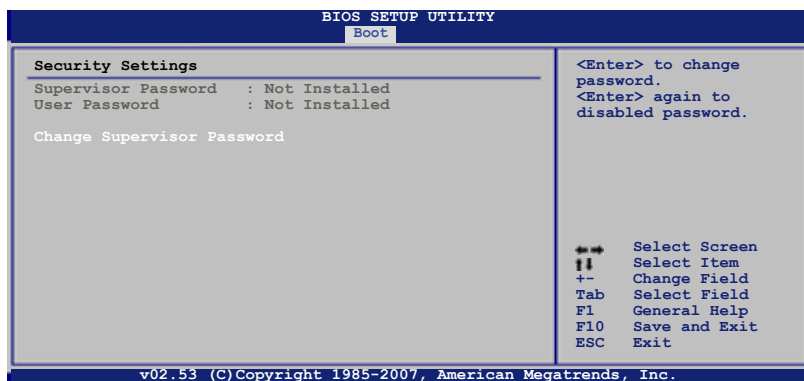 BIOS SETUP UTILITY
Boot
Security Settings
Supervisor Password : Not Installed
User Password : Not Installed
Change Supervisor Password
<Enter> to change
password.
<Enter> again to
disabled password.
←→ Select Screen
↑↓ Select Item
+- Change Field
Tab Select Field
F1 General Help
F10 Save and Exit
ESC Exit
v02.53 (C)Copyright 1985-2007, American Megatrends, Inc.